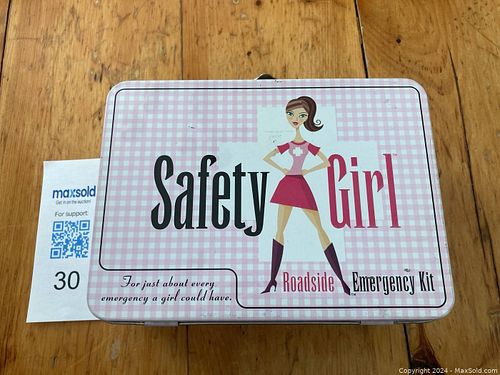 Safety Girl™
Roadside Emergency Kit
For just about every
emergency a girl could have.
maxsold
Get in on the auction!
For support
30
Copyright 2024 - MaxSold.com